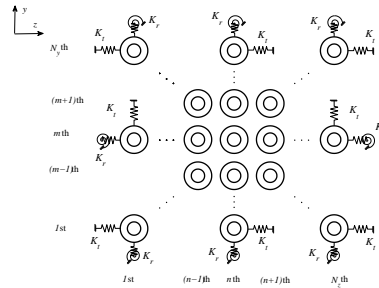 y
z
K_r K_r K_r
K_t K_t K_t
N_y th
(m+1)th
K_t K_t
mth
K_r K_r
(m-1)th
1st
K_t K_t K_t
K_r K_r K_r
1st (n-1)th nth (n+1)th N_z th